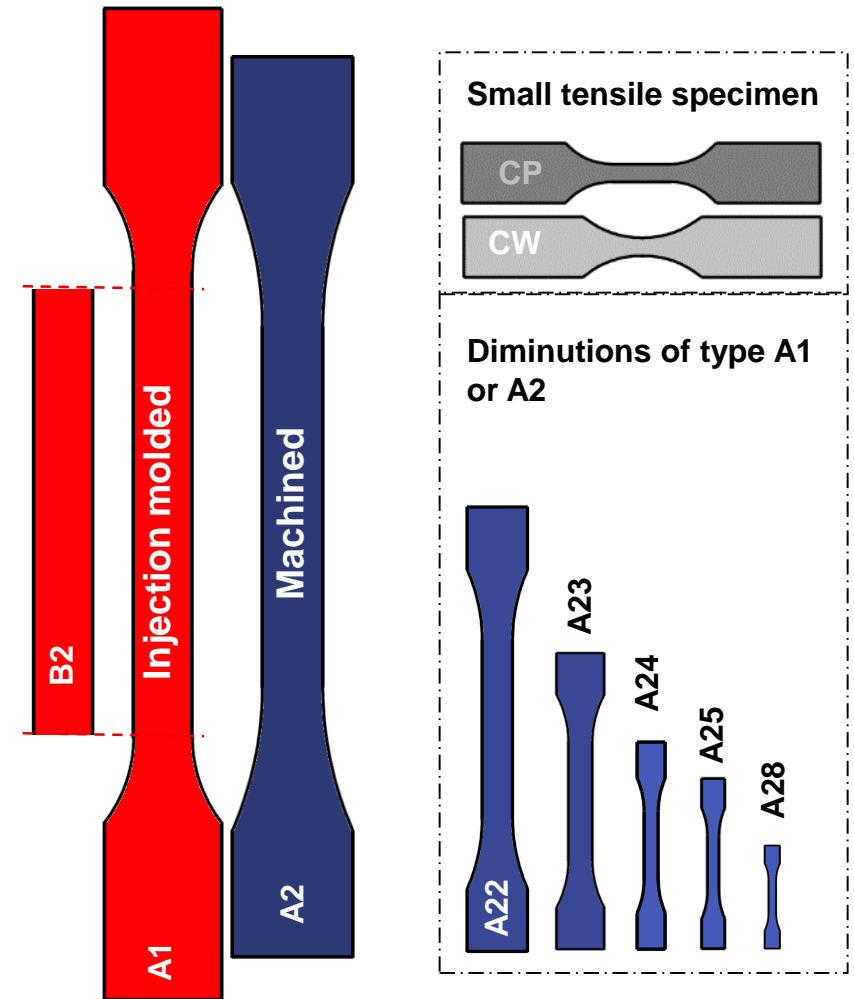 B2
Injection molded
A1
Machined
A2
Small tensile specimen
CP
CW
Diminutions of type A1
or A2
A22
A23
A24
A25
A28